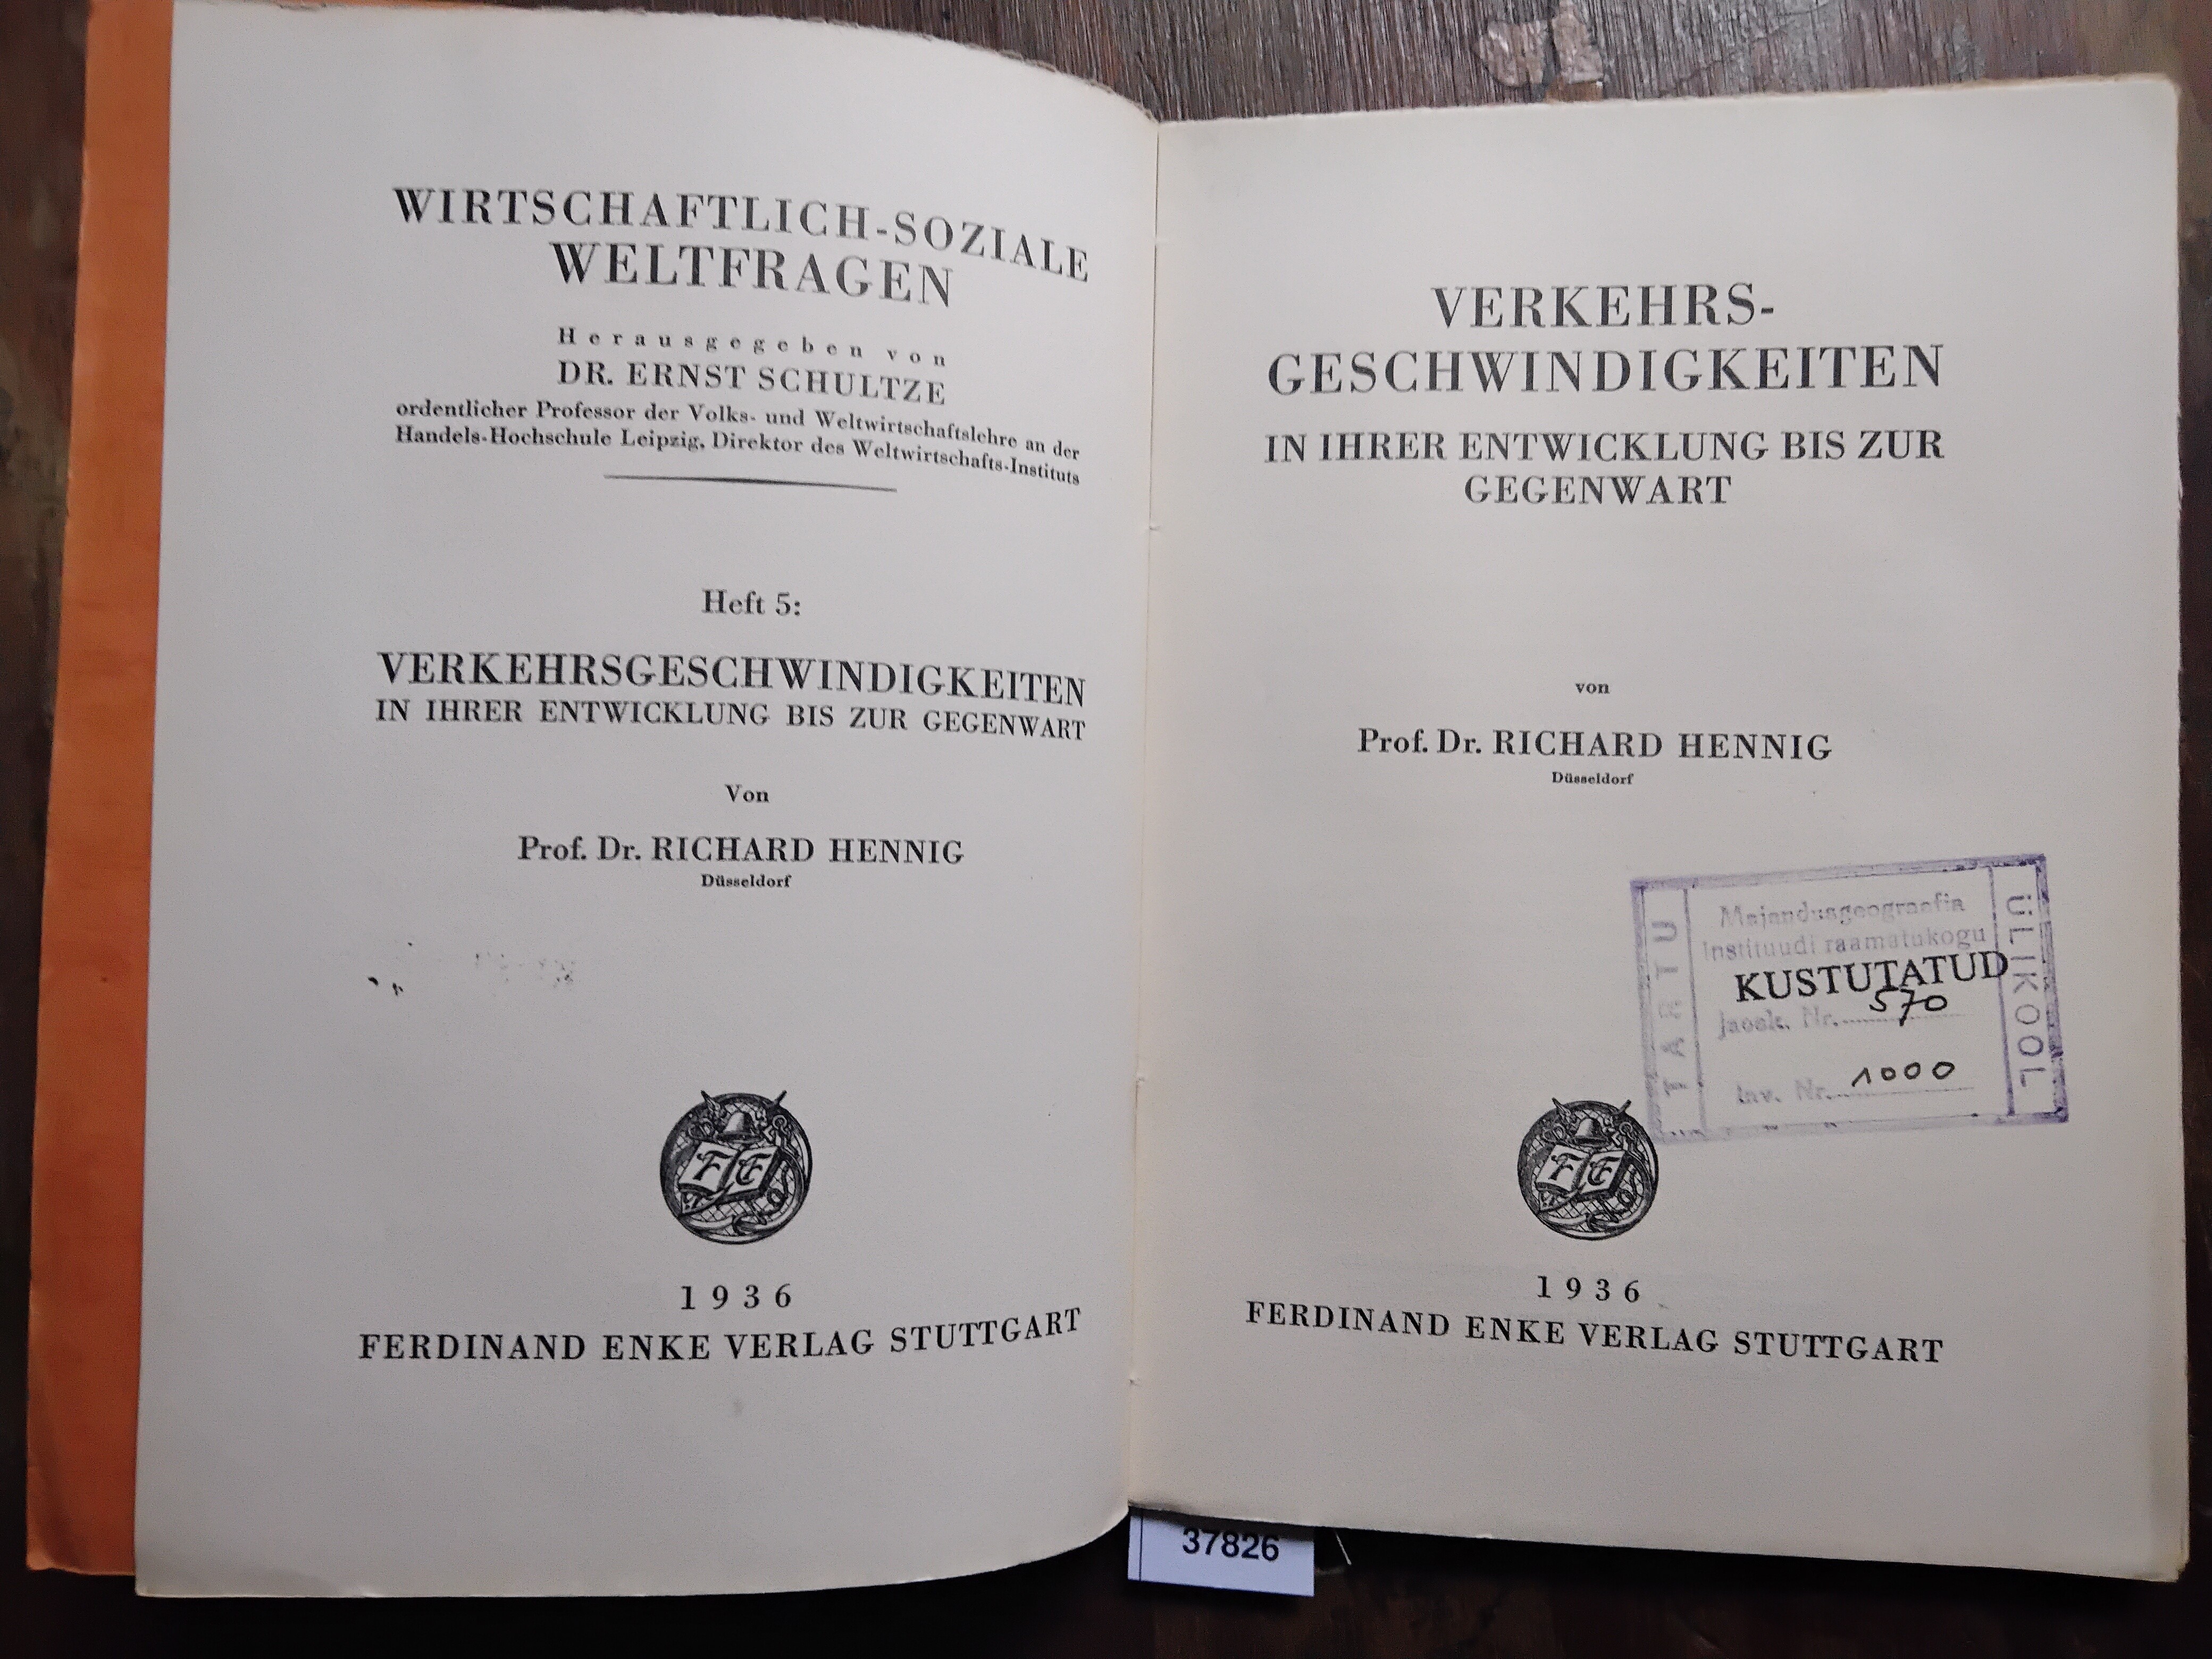 WIRTSCHAFTLICH-SOZIALE
WELTFRAGEN
Herausgegeben von
DR. ERNST SCHULTZE
ordentlicher Professor der Volks- und Weltwirtschaftslehre an der
Handels-Hochschule Leipzig, Direktor des Weltwirtschafts-Instituts
Heft 5:
VERKEHRSGESCHWINDIGKEITEN
IN IHRER ENTWICKLUNG BIS ZUR GEGENWART
Von
Prof. Dr. RICHARD HENNIG
Düsseldorf
FE
1936
FERDINAND ENKE VERLAG STUTTGART
VERKEHRS-
GESCHWINDIGKEITEN
IN IHRER ENTWICKLUNG BIS ZUR
GEGENWART
von
Prof. Dr. RICHARD HENNIG
Düsseldorf
TARTU
Majandusgeograafia
Instituudi raamatukogu
KUSTUTATUD
jaosk. Nr. 570
Inv. Nr. 1000
ÜLIKOOL
FE
1936
FERDINAND ENKE VERLAG STUTTGART
37826